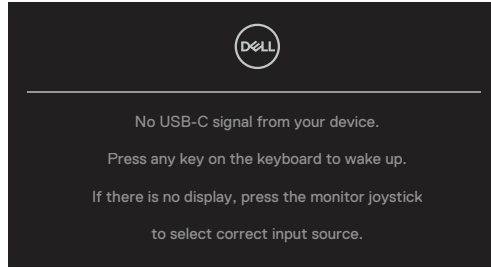 DELL
No USB-C signal from your device.
Press any key on the keyboard to wake up.
If there is no display, press the monitor joystick
to select correct input source.